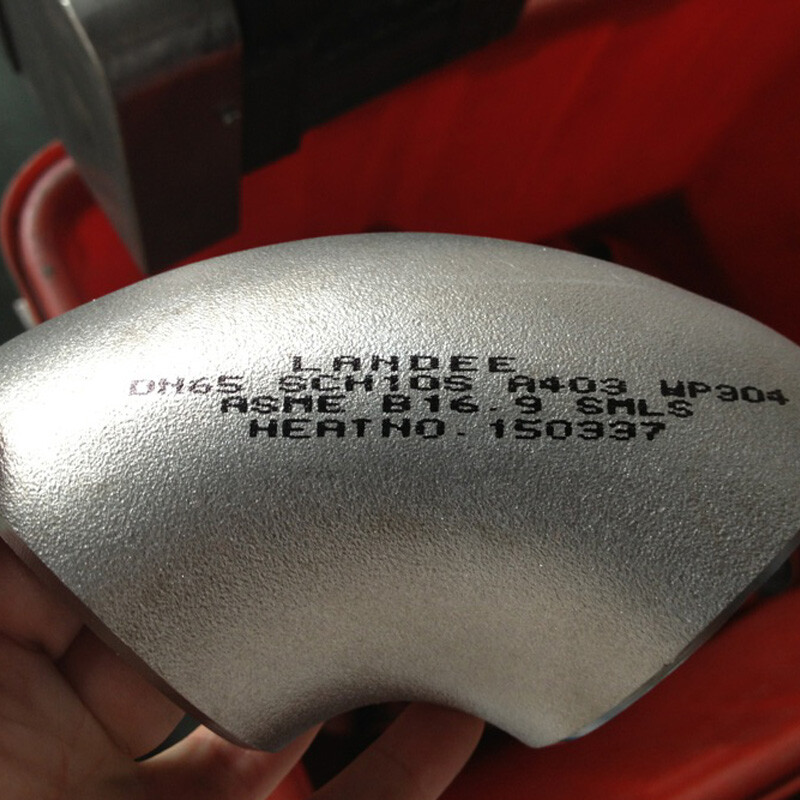 LANDEE
DN65 SCH10S A403 WP304
ASME B16.9 SMLS
HEATNO.150337